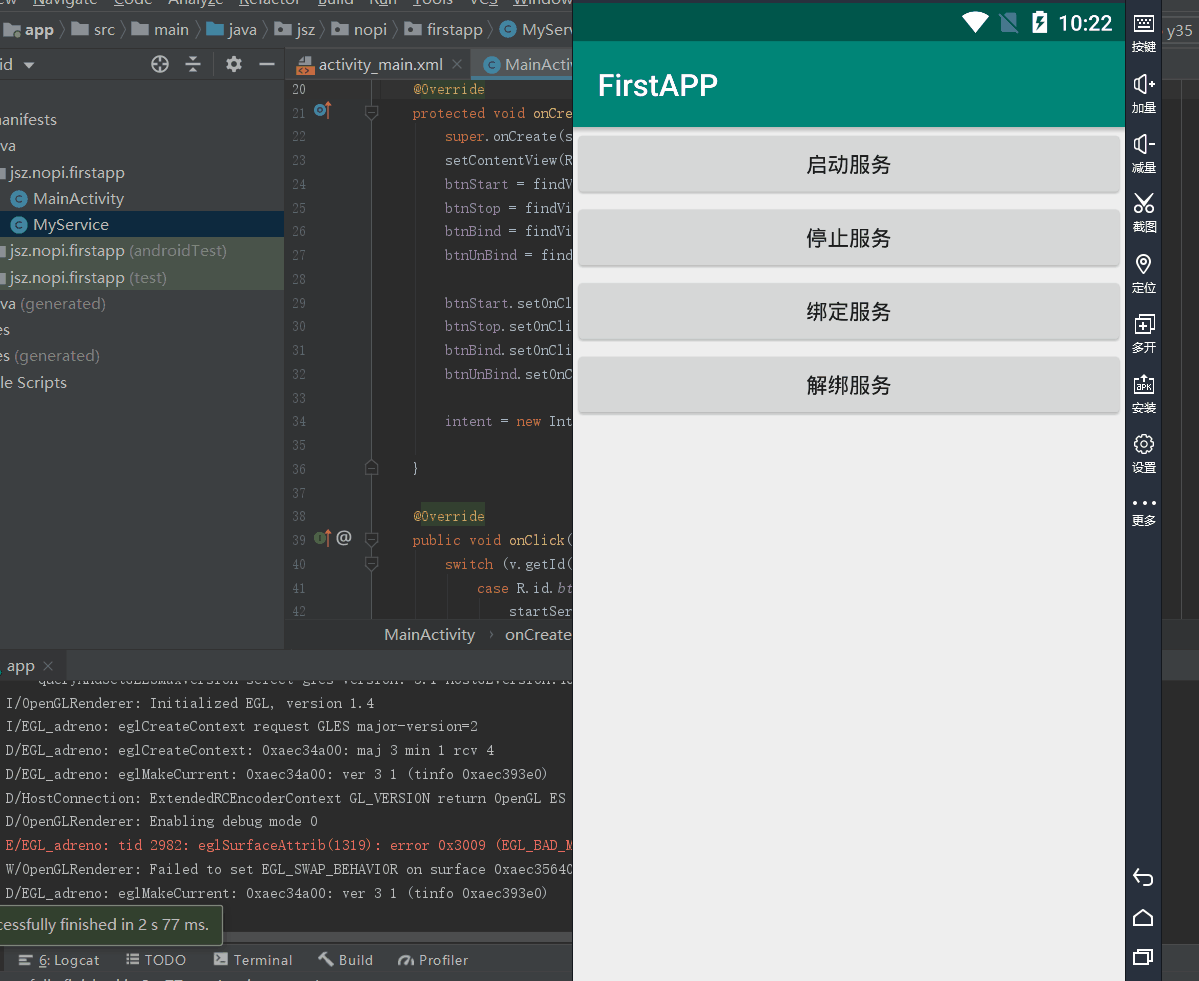 Navigate Code Analyze Refactor Build Run Tools VCS Window
app src main java jsz nopi firstapp MyServ
y35
id
activity_main.xml
MainActiv
anifests
va
jsz.nopi.firstapp
MainActivity
MyService
jsz.nopi.firstapp (androidTest)
jsz.nopi.firstapp (test)
va (generated)
es
es (generated)
le Scripts
20 @Override
21 protected void onCre
22 super.onCreate(s
23 setContentView(R
24 btnStart = findV
25 btnStop = findVi
26 btnBind = findVi
27 btnUnBind = find
28
29 btnStart.setOnCl
30 btnStop.setOnCli
31 btnBind.setOnCli
32 btnUnBind.setOnC
33
34 intent = new Int
35
36 }
37
38 @Override
39 @ public void onClick(
40 switch (v.getId(
41 case R.id.bt
42 startSer
MainActivity › onCreate
app
queryAndSetGLESMaxVersion select gles version: 3.1 hostGLVersion:
I/OpenGLRenderer: Initialized EGL, version 1.4
I/EGL_adreno: eglCreateContext request GLES major-version=2
D/EGL_adreno: eglCreateContext: 0xaec34a00: maj 3 min 1 rcv 4
D/EGL_adreno: eglMakeCurrent: 0xaec34a00: ver 3 1 (tinfo 0xaec393e0)
D/HostConnection: ExtendedRCEncoderContext GL_VERSION return OpenGL ES
D/OpenGLRenderer: Enabling debug mode 0
E/EGL_adreno: tid 2982: eglSurfaceAttrib(1319): error 0x3009 (EGL_BAD_M
W/OpenGLRenderer: Failed to set EGL_SWAP_BEHAVIOR on surface 0xaec35640
D/EGL_adreno: eglMakeCurrent: 0xaec34a00: ver 3 1 (tinfo 0xaec393e0)
cessfully finished in 2 s 77 ms.
6: Logcat TODO Terminal Build Profiler
10:22
FirstAPP
启动服务
停止服务
绑定服务
解绑服务
按键
加量
减量
截图
定位
多开
APK
安装
设置
更多